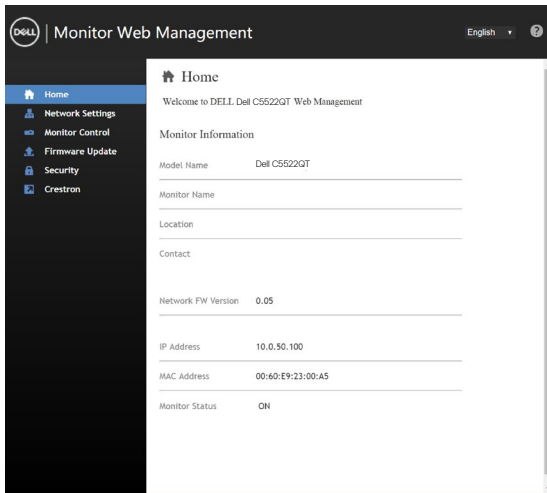 DELL | Monitor Web Management
English ▼ ?
Home
Network Settings
Monitor Control
Firmware Update
Security
Crestron
Home
Welcome to DELL Dell C5522QT Web Management
Monitor Information
Model Name Dell C5522QT
Monitor Name
Location
Contact
Network FW Version 0.05
IP Address 10.0.50.100
MAC Address 00:60:E9:23:00:A5
Monitor Status ON